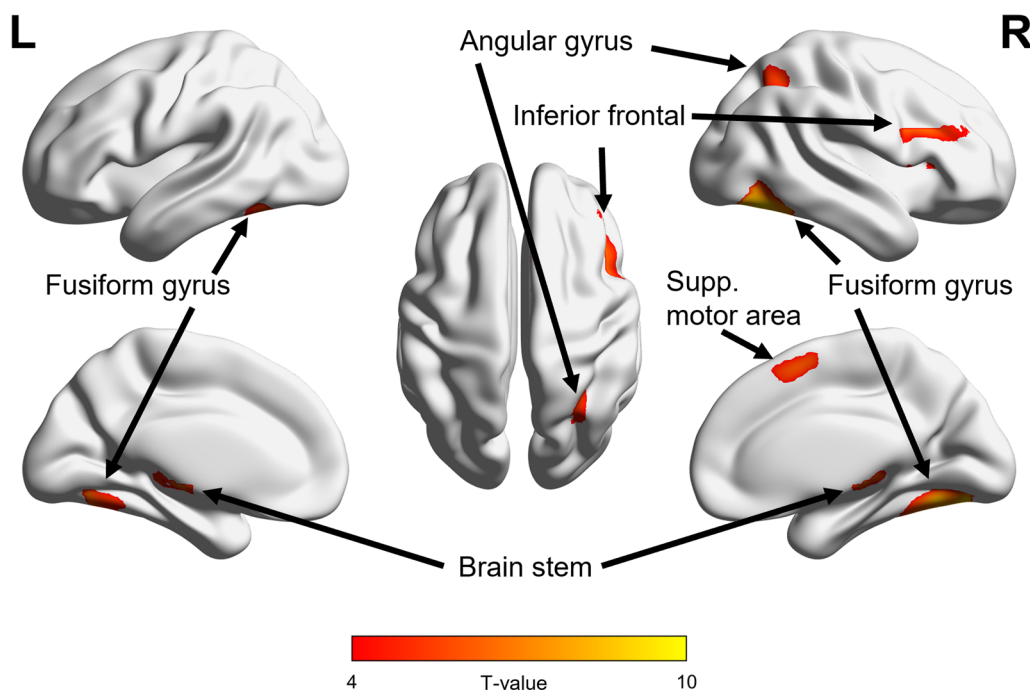 L
R
Angular gyrus
Inferior frontal
Fusiform gyrus
Supp.
motor area
Fusiform gyrus
Brain stem
4
T-value
10